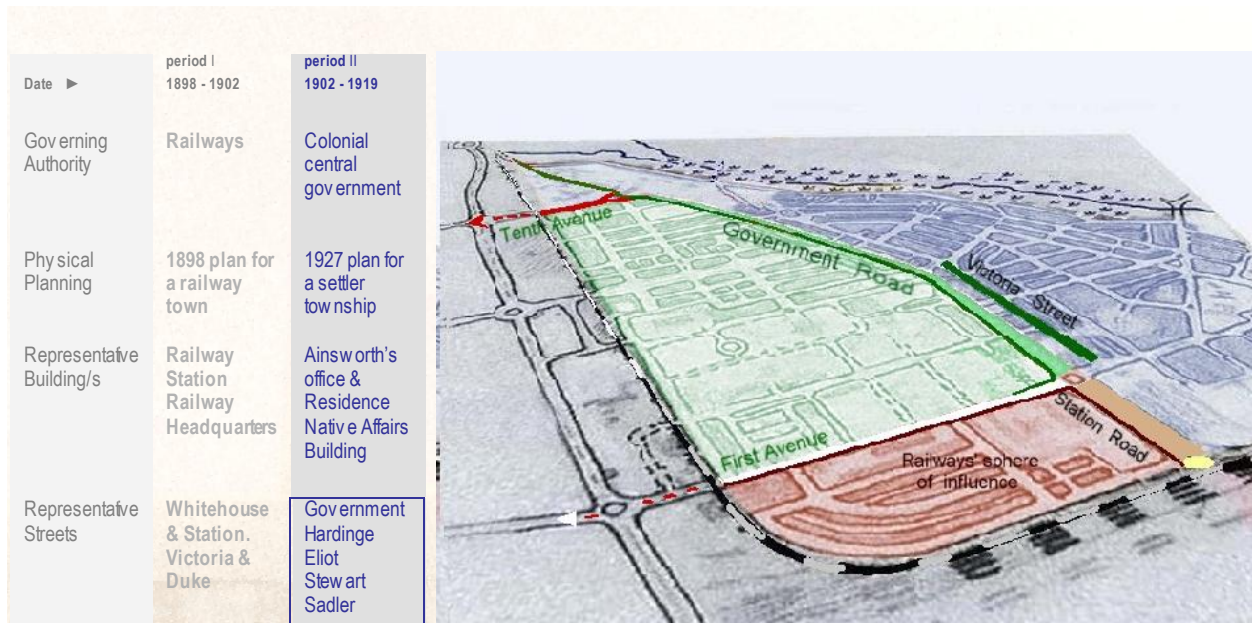 period I
period II
Date ►
1898 - 1902
1902 - 1919
Governing
Authority
Railways
Colonial
central
government
Physical
Planning
1898 plan for
a railway
town
1927 plan for
a settler
township
Representative
Building/s
Railway
Station
Railway
Headquarters
Ainsworth's
office &
Residence
Native Affairs
Building
Representative
Streets
Whitehouse
& Station.
Victoria &
Duke
Government
Hardinge
Eliot
Stewart
Sadler
Tenth Avenue
Government Road
Victoria Street
Station Road
First Avenue
Railways' sphere
of influence